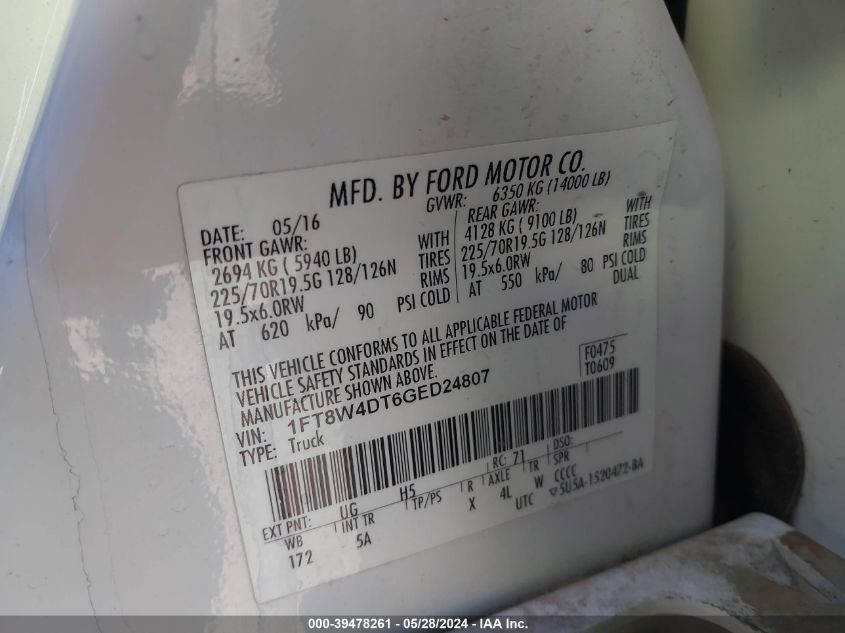 MFD. BY FORD MOTOR CO.
DATE: 05/16 GVWR: 6350 KG (14000 LB)
FRONT GAWR: REAR GAWR:
2694 KG ( 5940 LB) WITH 4128 KG ( 9100 LB) WITH
225/70R19.5G 128/126N TIRES 225/70R19.5G 128/126N TIRES
19.5x6.0RW RIMS 19.5x6.0RW RIMS
AT 620 kPa/ 90 PSI COLD AT 550 kPa/ 80 PSI COLD
DUAL
THIS VEHICLE CONFORMS TO ALL APPLICABLE FEDERAL MOTOR
VEHICLE SAFETY STANDARDS IN EFFECT ON THE DATE OF
MANUFACTURE SHOWN ABOVE.
F0475
T0609
VIN: 1FT8W4DT6GED24807
TYPE: Truck
EXT PNT: UG H5 RC: 71 DSO:
WB INT TR TP/PS R AXLE TR SPR
172 5A X 4L W CCCC
UTC ▽5U5A-1520472-BA
000-39478261 - 05/28/2024 - IAA Inc.